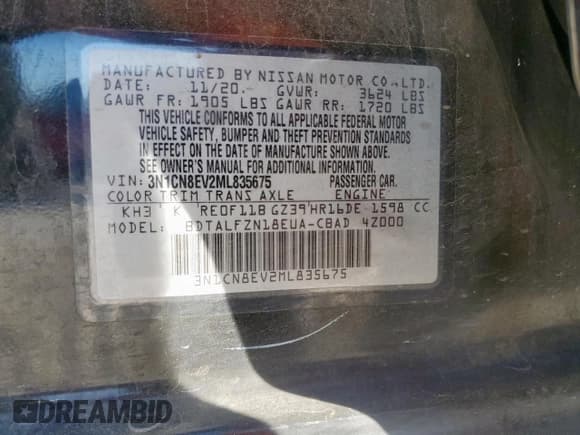 MANUFACTURED BY NISSAN MOTOR CO.,LTD.
DATE: 11/20. GVWR: 3624 LBS
GAWR FR: 1905 LBS GAWR RR: 1720 LBS
THIS VEHICLE CONFORMS TO ALL APPLICABLE FEDERAL MOTOR
VEHICLE SAFETY, BUMPER AND THEFT PREVENTION STANDARDS
IN EFFECT ON THE DATE OF MANUFACTURE SHOWN ABOVE.
SEE OWNER'S MANUAL FOR ADDITIONAL INFORMATION.
VIN: 3N1CN8EV2ML835675 PASSENGER CAR.
COLOR TRIM TRANS AXLE ENGINE
KH3 K RE0F11B GZ39 HR16DE 1598 CC
MODEL: BDTALFZN18EUA-CBAD 4Z000
3N1CN8EV2ML835675
DREAMBID